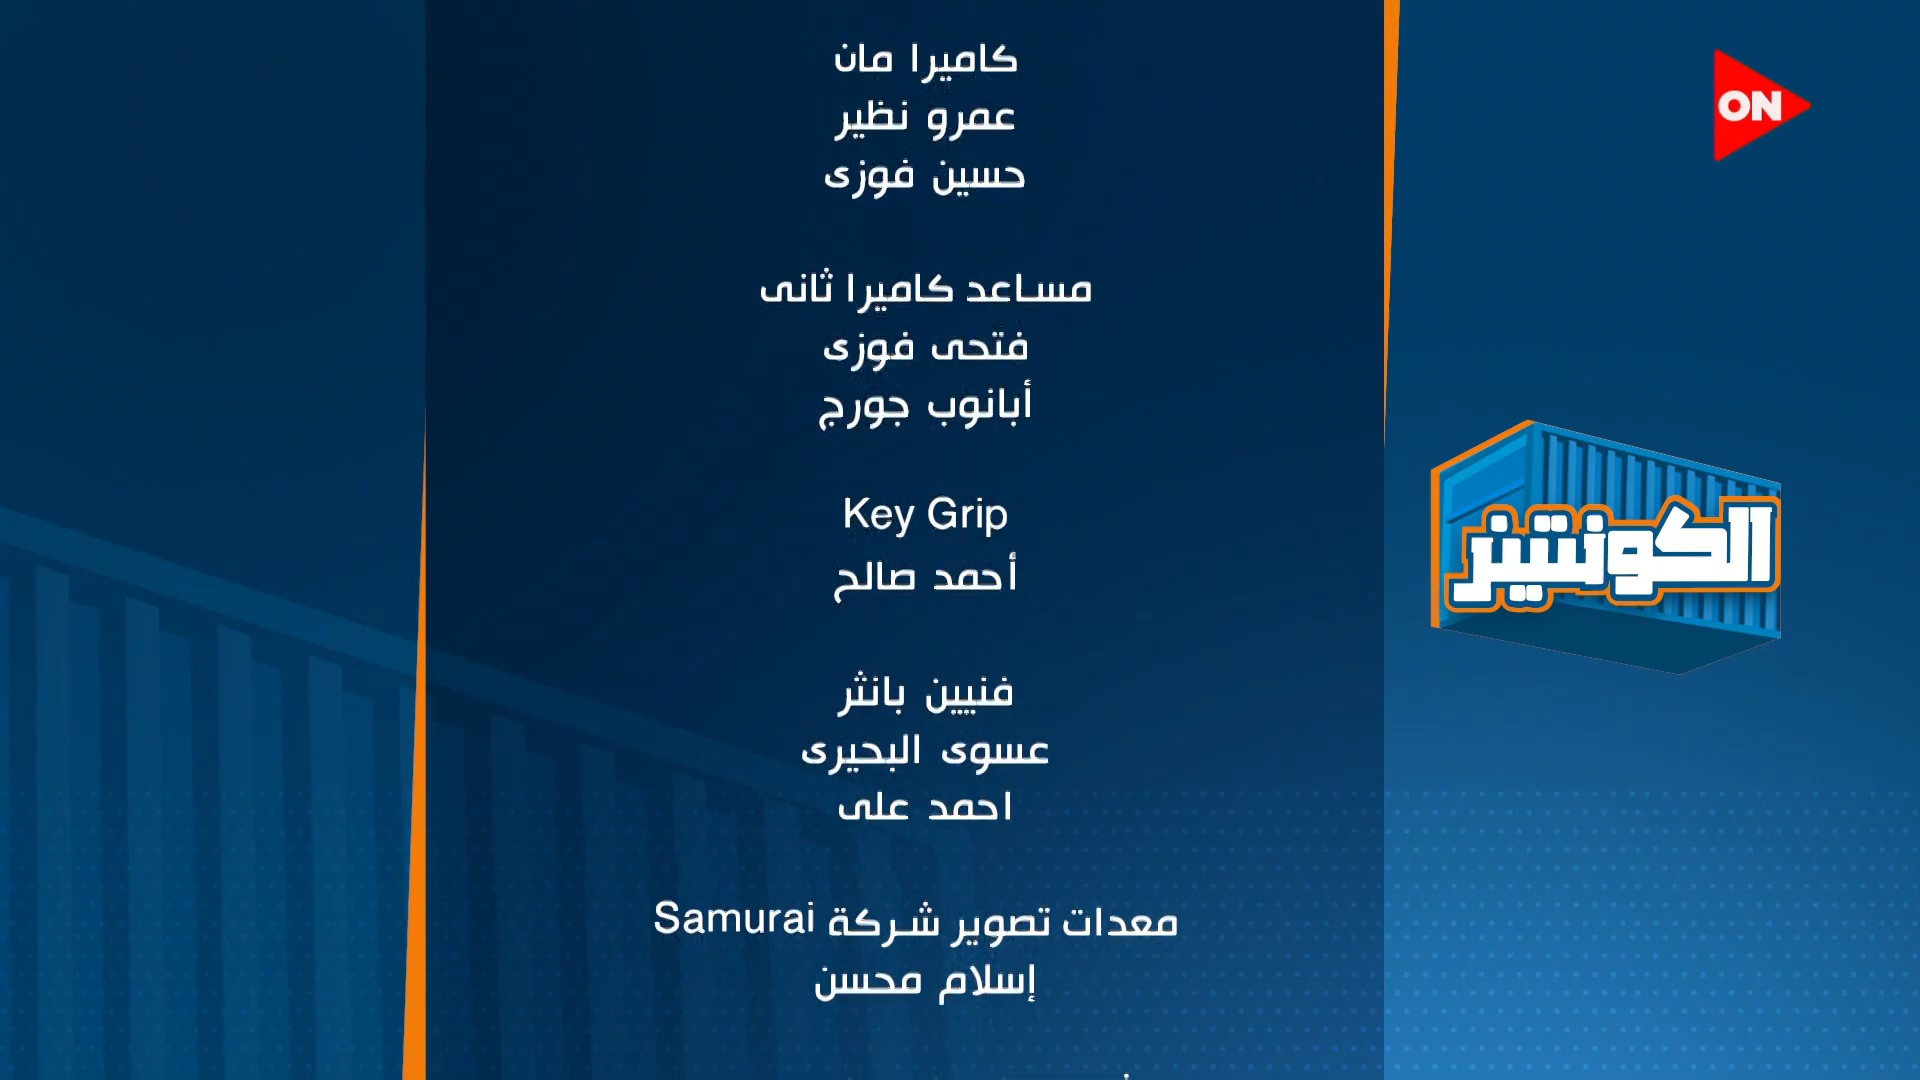 كاميرا مان
عمرو نظير
حسين فوزى
مساعد كاميرا ثانى
فتحى فوزى
أبانوب جورج
Key Grip
أحمد صالح
فنيين بانثر
عسوى البحيرى
احمد على
معدات تصوير شركة Samurai
إسلام محسن
ON
الكونتينر